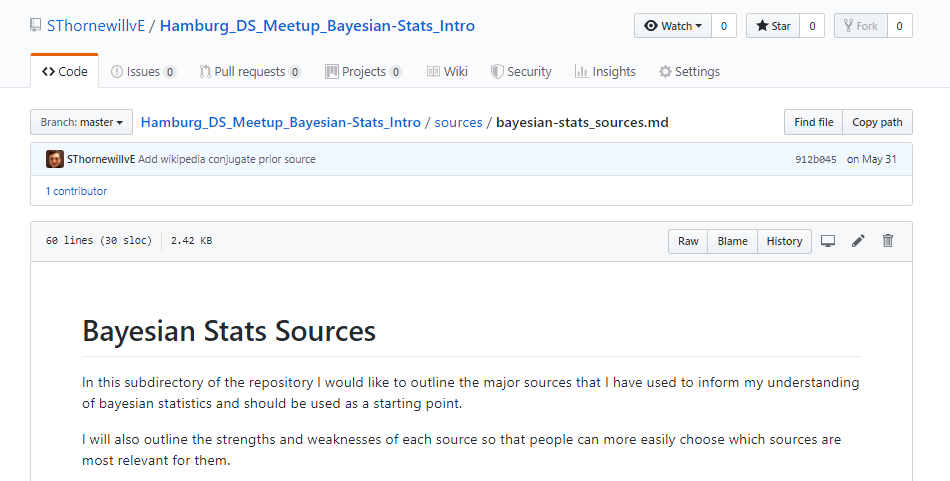 SThornewillvE / Hamburg_DS_Meetup_Bayesian-Stats_Intro
Watch 0 Star 0 Fork 0
Code Issues 0 Pull requests 0 Projects 0 Wiki Security Insights Settings
Branch: master Hamburg_DS_Meetup_Bayesian-Stats_Intro / sources / bayesian-stats_sources.md Find file Copy path
SThornewillvE Add wikipedia conjugate prior source 912b045 on May 31
1 contributor
60 lines (30 sloc) 2.42 KB Raw Blame History
Bayesian Stats Sources
In this subdirectory of the repository I would like to outline the major sources that I have used to inform my understanding
of bayesian statistics and should be used as a starting point.
I will also outline the strengths and weaknesses of each source so that people can more easily choose which sources are
most relevant for them.